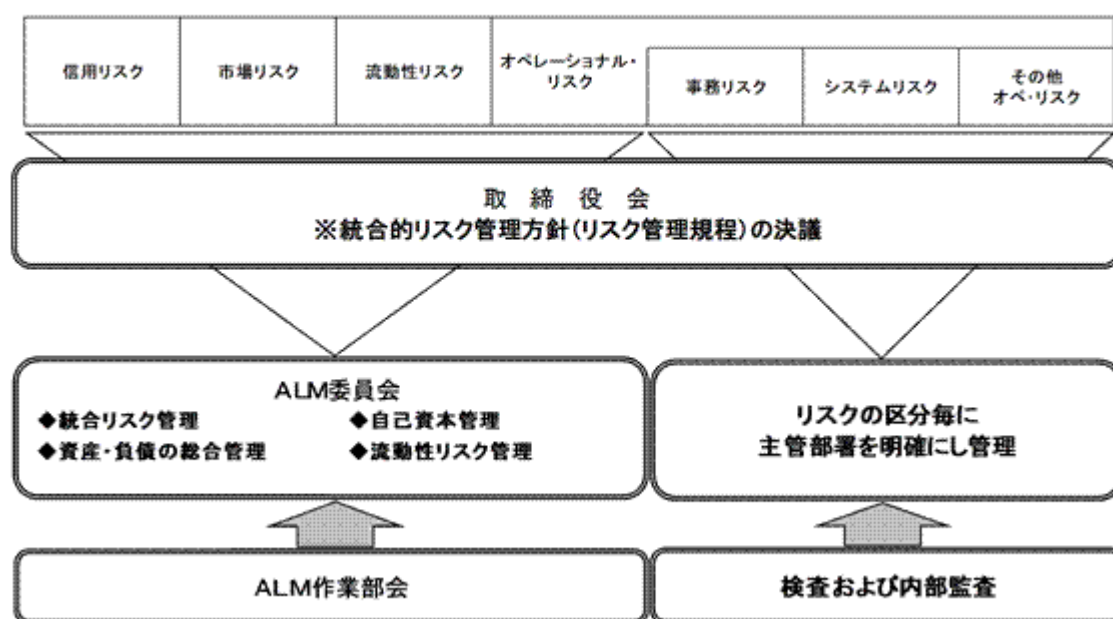 信用リスク
市場リスク
流動性リスク
オペレーショナル・
リスク
事務リスク
システムリスク
その他
オペ・リスク
取締役会
※統合的リスク管理方針(リスク管理規程)の決議
ALM委員会
◆統合リスク管理
◆自己資本管理
◆資産・負債の総合管理
◆流動性リスク管理
リスクの区分毎に
主管部署を明確にし管理
ALM作業部会
検査および内部監査